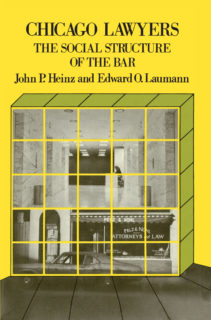 CHICAGO LAWYERS
THE SOCIAL STRUCTURE
OF THE BAR
John P. Heinz and Edward O. Laumann
ATTORNEYS at LAW